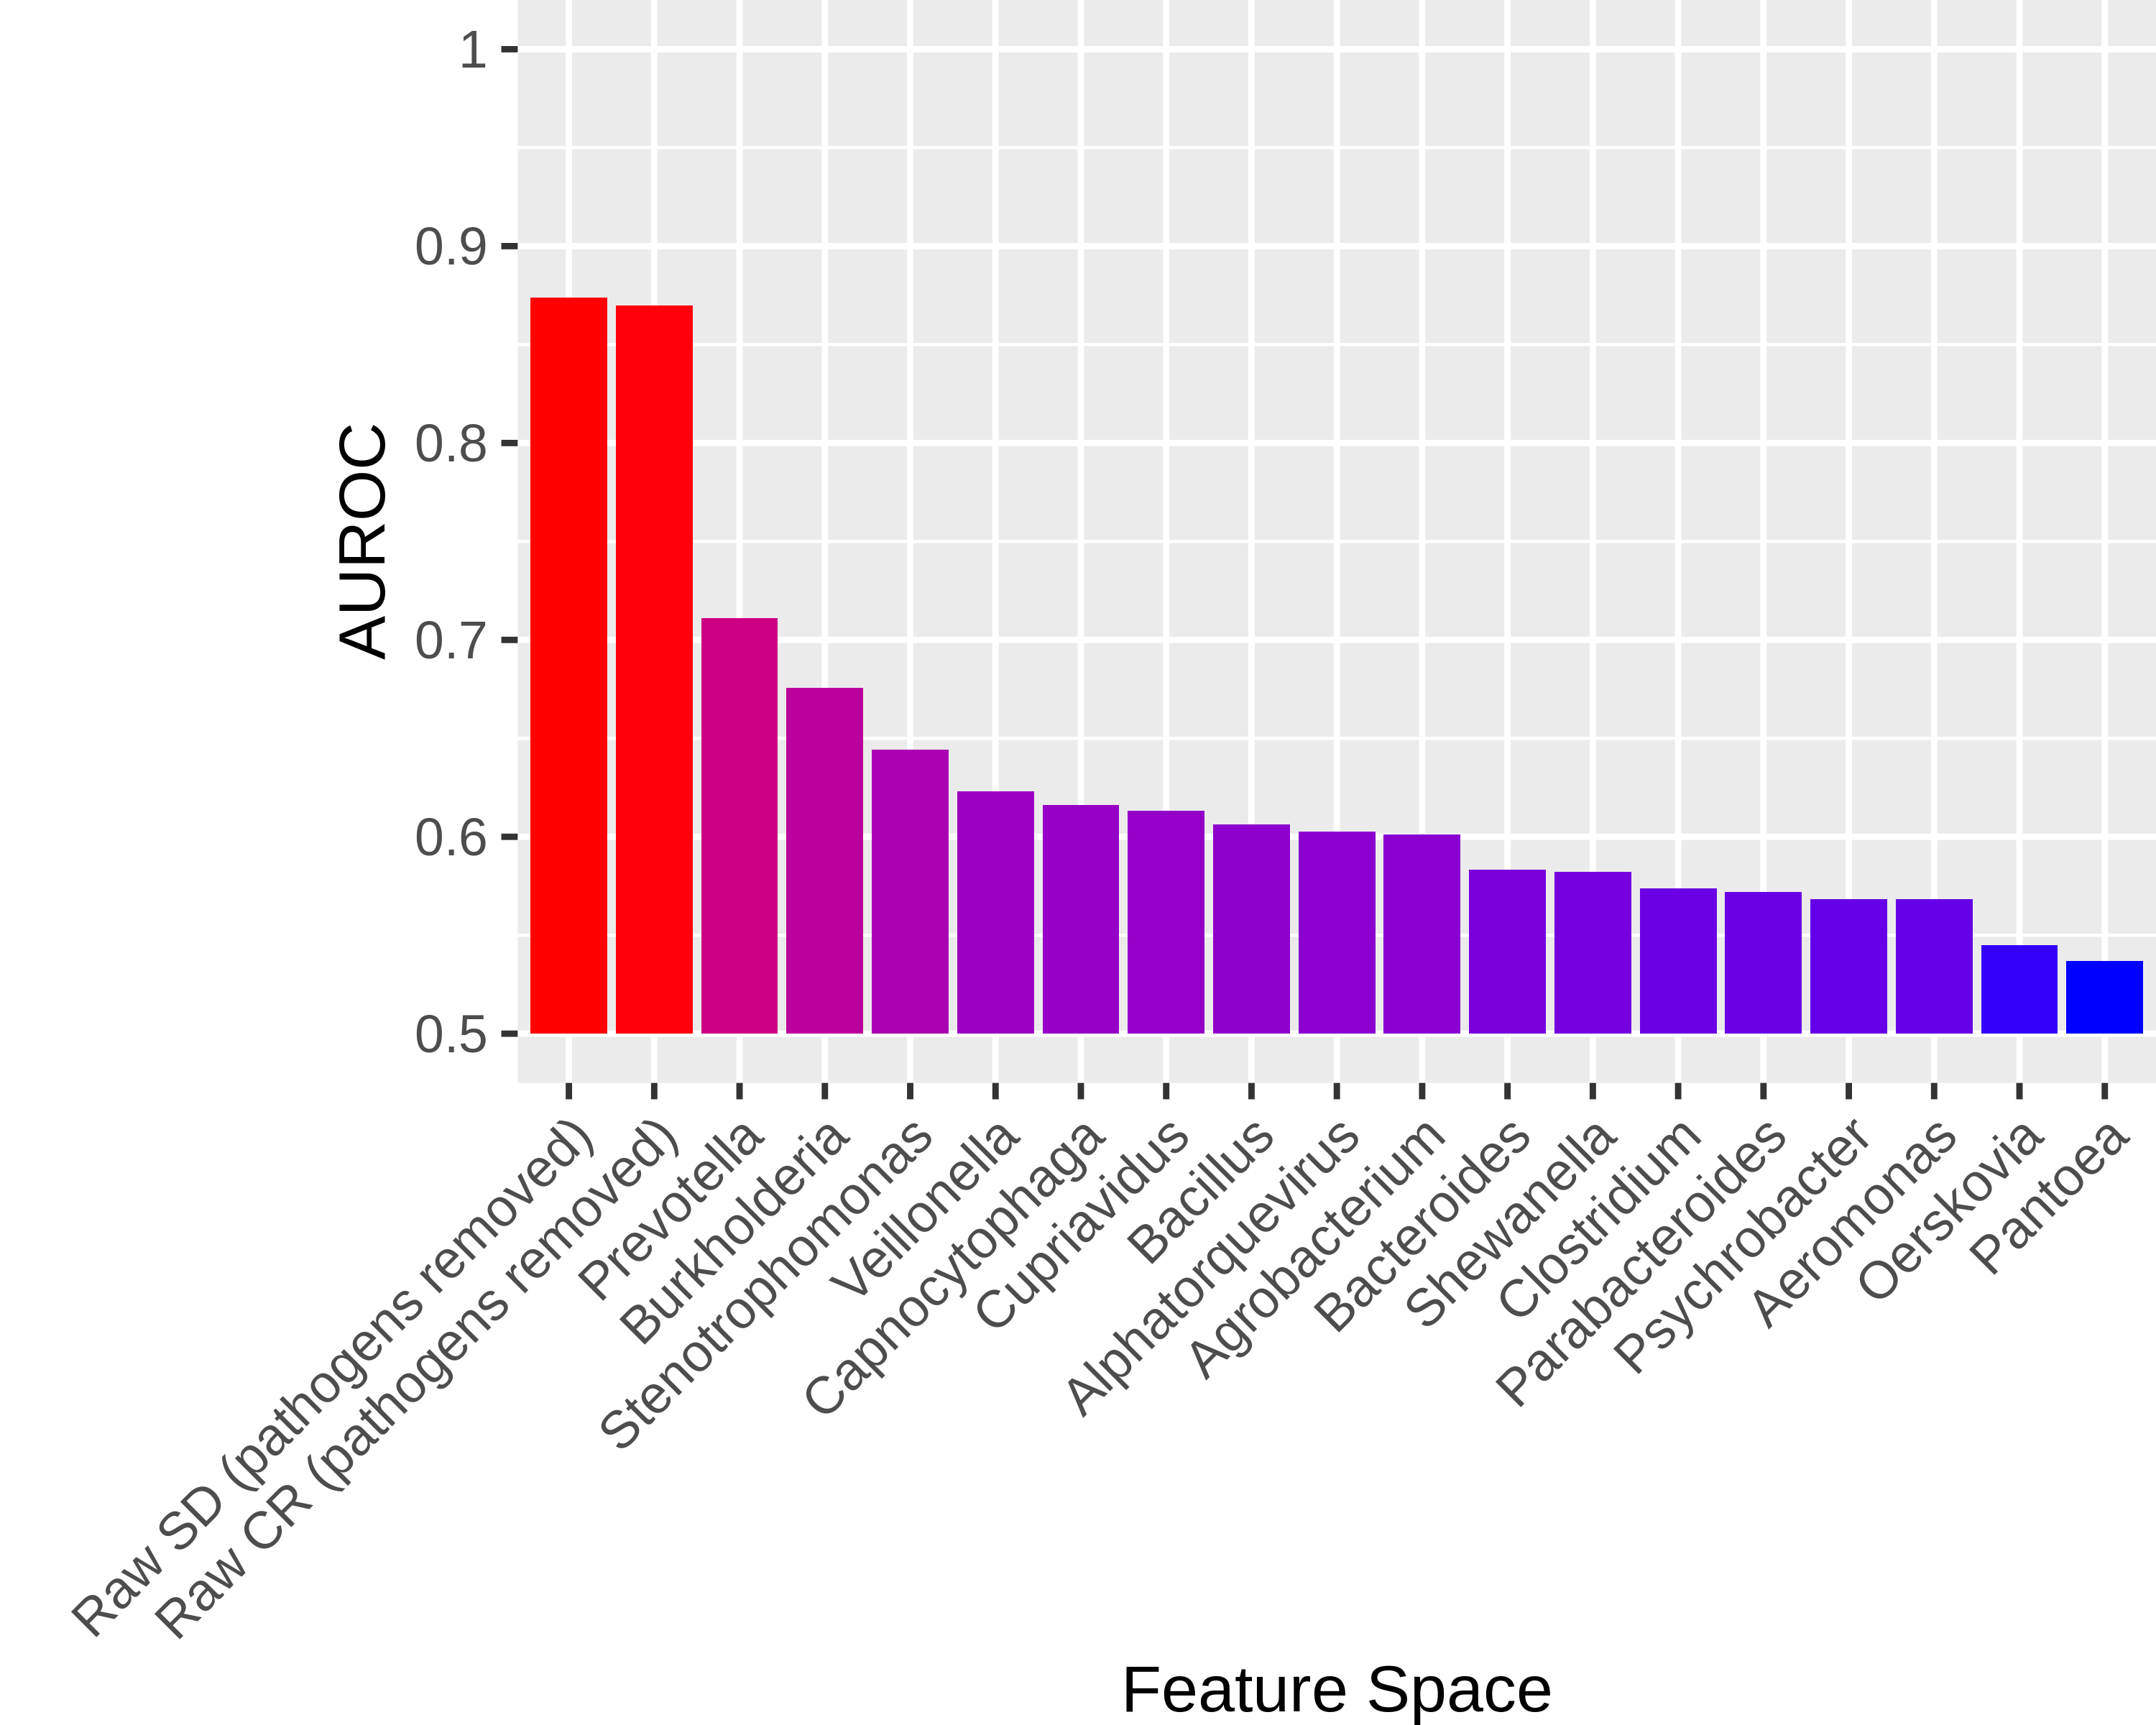 1
0.9
0.8
0.7
0.6
0.5
AUROC
Raw SD (pathogens removed)
Raw CR (pathogens removed)
Prevotella
Burkholderia
Stenotrophomonas
Veillonella
Capnocytophaga
Cupriavidus
Bacillus
Alphatorquevirus
Agrobacterium
Bacteroides
Shewanella
Clostridium
Parabacteroides
Psychrobacter
Aeromonas
Oerskovia
Pantoea
Feature Space